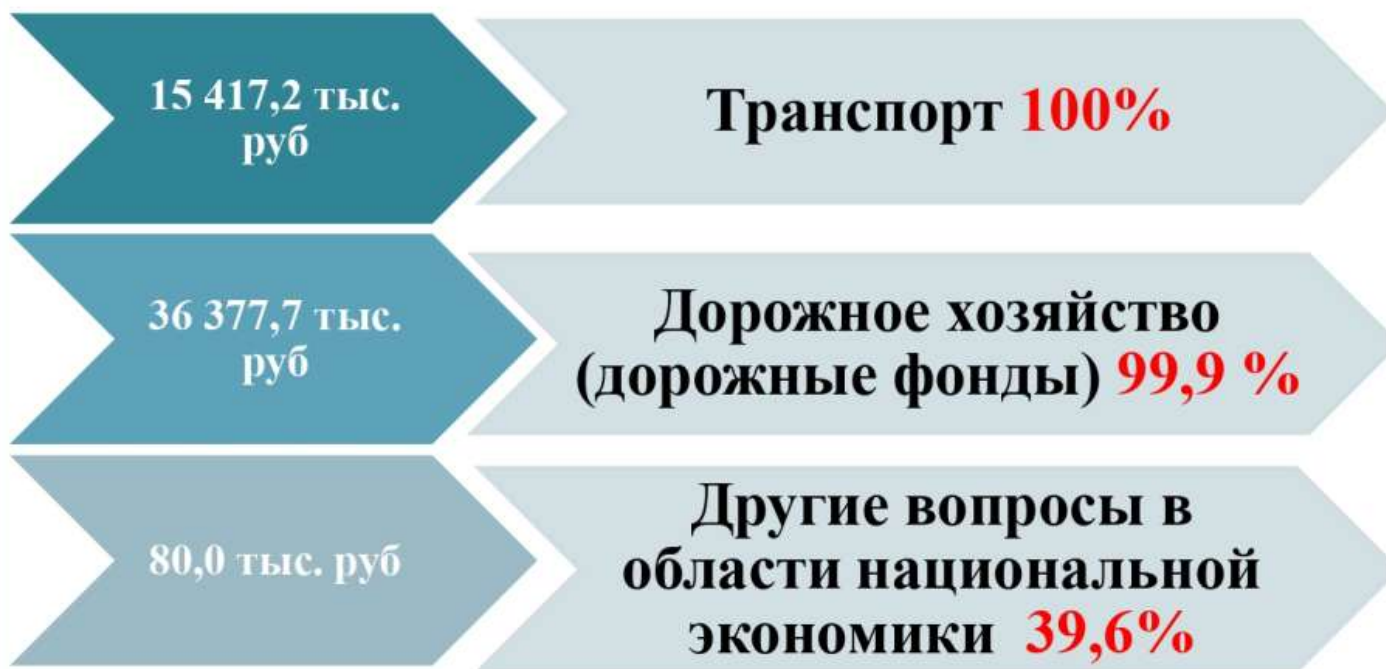 15 417,2 тыс.
руб
Транспорт 100%
36 377,7 тыс.
руб
Дорожное хозяйство
(дорожные фонды) 99,9 %
80,0 тыс. руб
Другие вопросы в
области национальной
экономики 39,6%